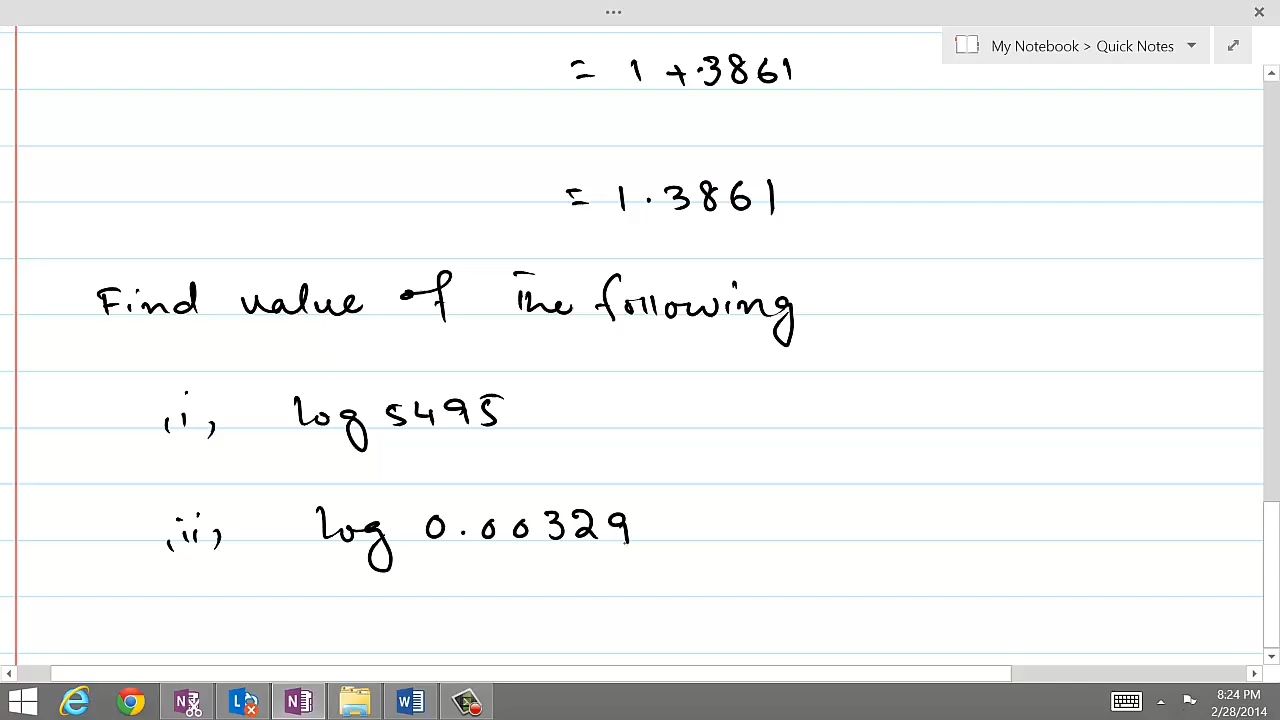 My Notebook > Quick Notes
= 1 + .3861
= 1.3861
Find value of the following
(i, log 5495
(ii, log 0.00329
8:24 PM
2/28/2014